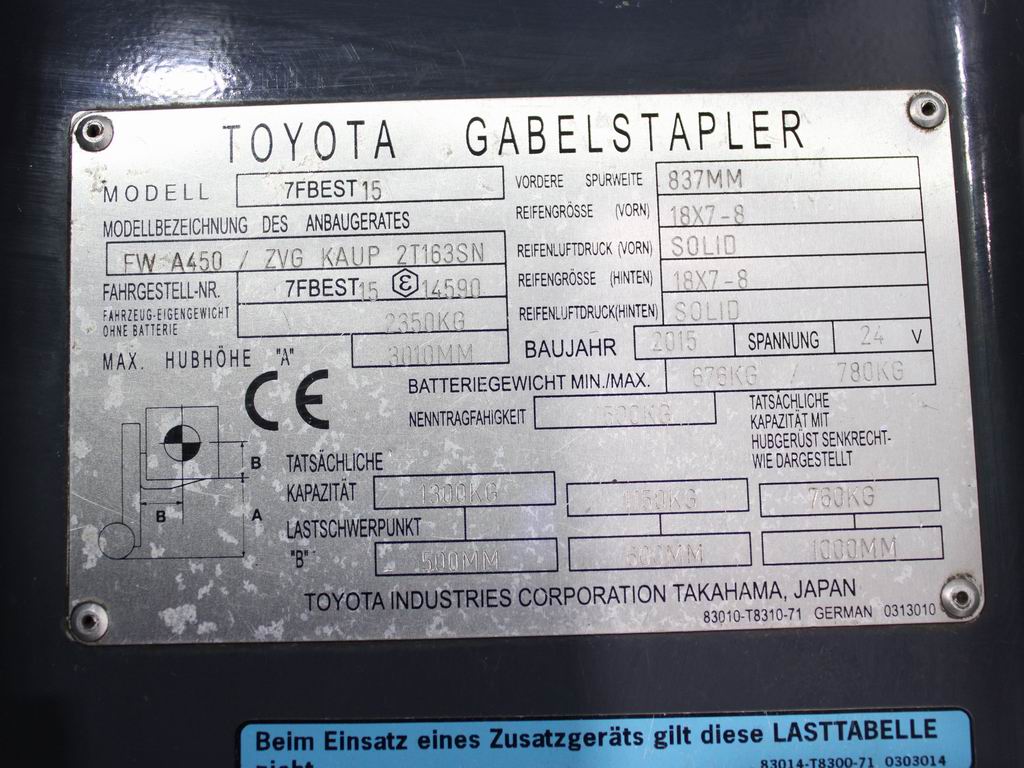 TOYOTA GABELSTAPLER
MODELL 7FBEST15
MODELLBEZEICHNUNG DES ANBAUGERATES
FW A450 / ZVG KAUP 2T163SN
FAHRGESTELL-NR. 7FBEST15 ε 14590
FAHRZEUG-EIGENGEWICHT
OHNE BATTERIE 2350KG
MAX. HUBHÖHE "A" 3010MM
VORDERE SPURWEITE 837MM
REIFENGRÖSSE (VORN) 18X7-8
REIFENLUFTDRUCK (VORN) SOLID
REIFENGRÖSSE (HINTEN) 18X7-8
REIFENLUFTDRUCK(HINTEN) SOLID
BAUJAHR 2015 SPANNUNG 24 V
BATTERIEGEWICHT MIN./MAX. 676KG / 780KG
CE
NENNTRAGFAHIGKEIT 1500KG
TATSÄCHLICHE
KAPAZITÄT MIT
HUBGERÜST SENKRECHT-
WIE DARGESTELLT
B
B
A
TATSÄCHLICHE
KAPAZITÄT 1300KG 1150KG 760KG
LASTSCHWERPUNKT
"B" 500MM 600MM 1000MM
TOYOTA INDUSTRIES CORPORATION TAKAHAMA, JAPAN
83010-T8310-71 GERMAN 0313010
Beim Einsatz eines Zusatzgeräts gilt diese LASTTABELLE
nicht
83014-T8300-71 0303014